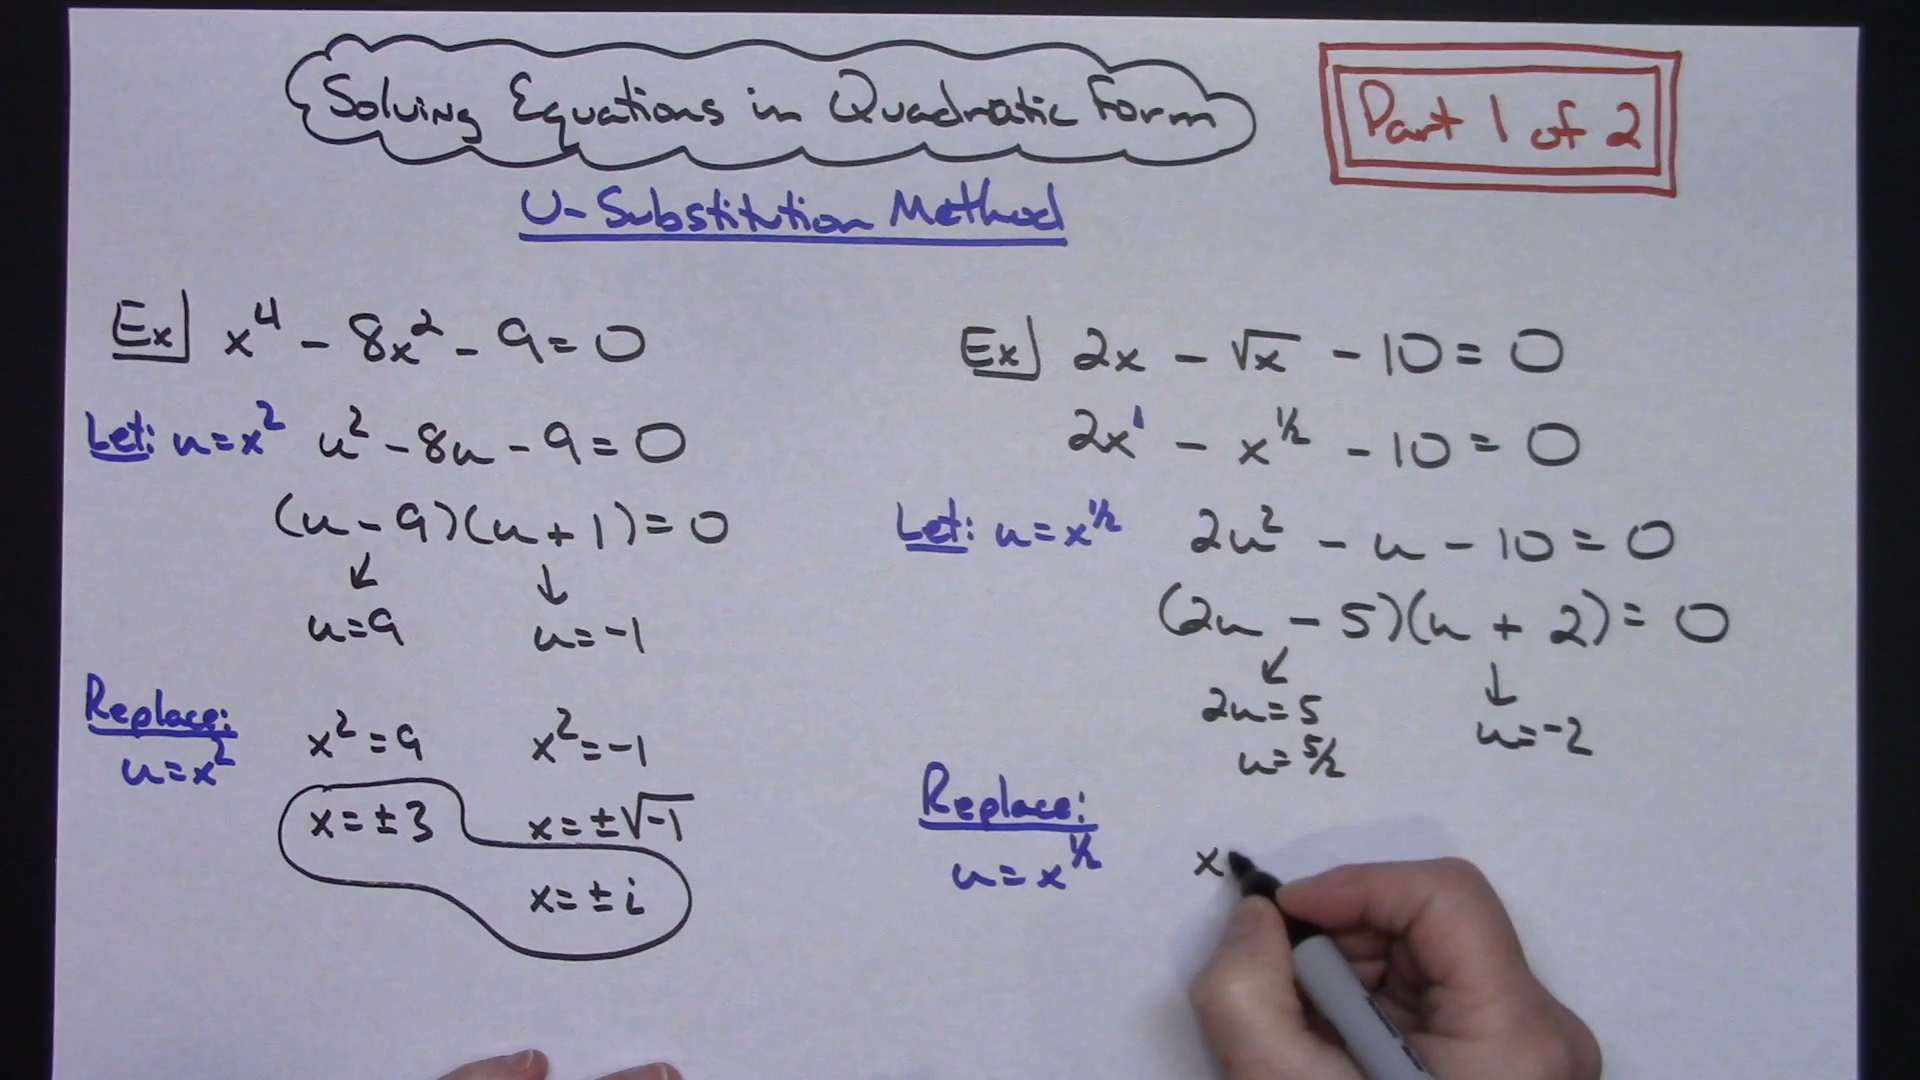 Solving Equations in Quadratic Form
Part 1 of 2
U-Substitution Method
Ex] x⁴ - 8x² - 9 = 0
Let: u=x² u² - 8u - 9 = 0
(u - 9)(u + 1) = 0
↙ ↓
u=9 u=-1
Replace:
u=x²
x²=9 x²=-1
x=±3 x=±√-1
x=±i
Ex] 2x - √x - 10 = 0
2x¹ - x^½ - 10 = 0
Let: u=x^½ 2u² - u - 10 = 0
(2u - 5)(u + 2) = 0
↙ ↓
2u=5 u=-2
u=5/2
Replace:
u=x^½
x